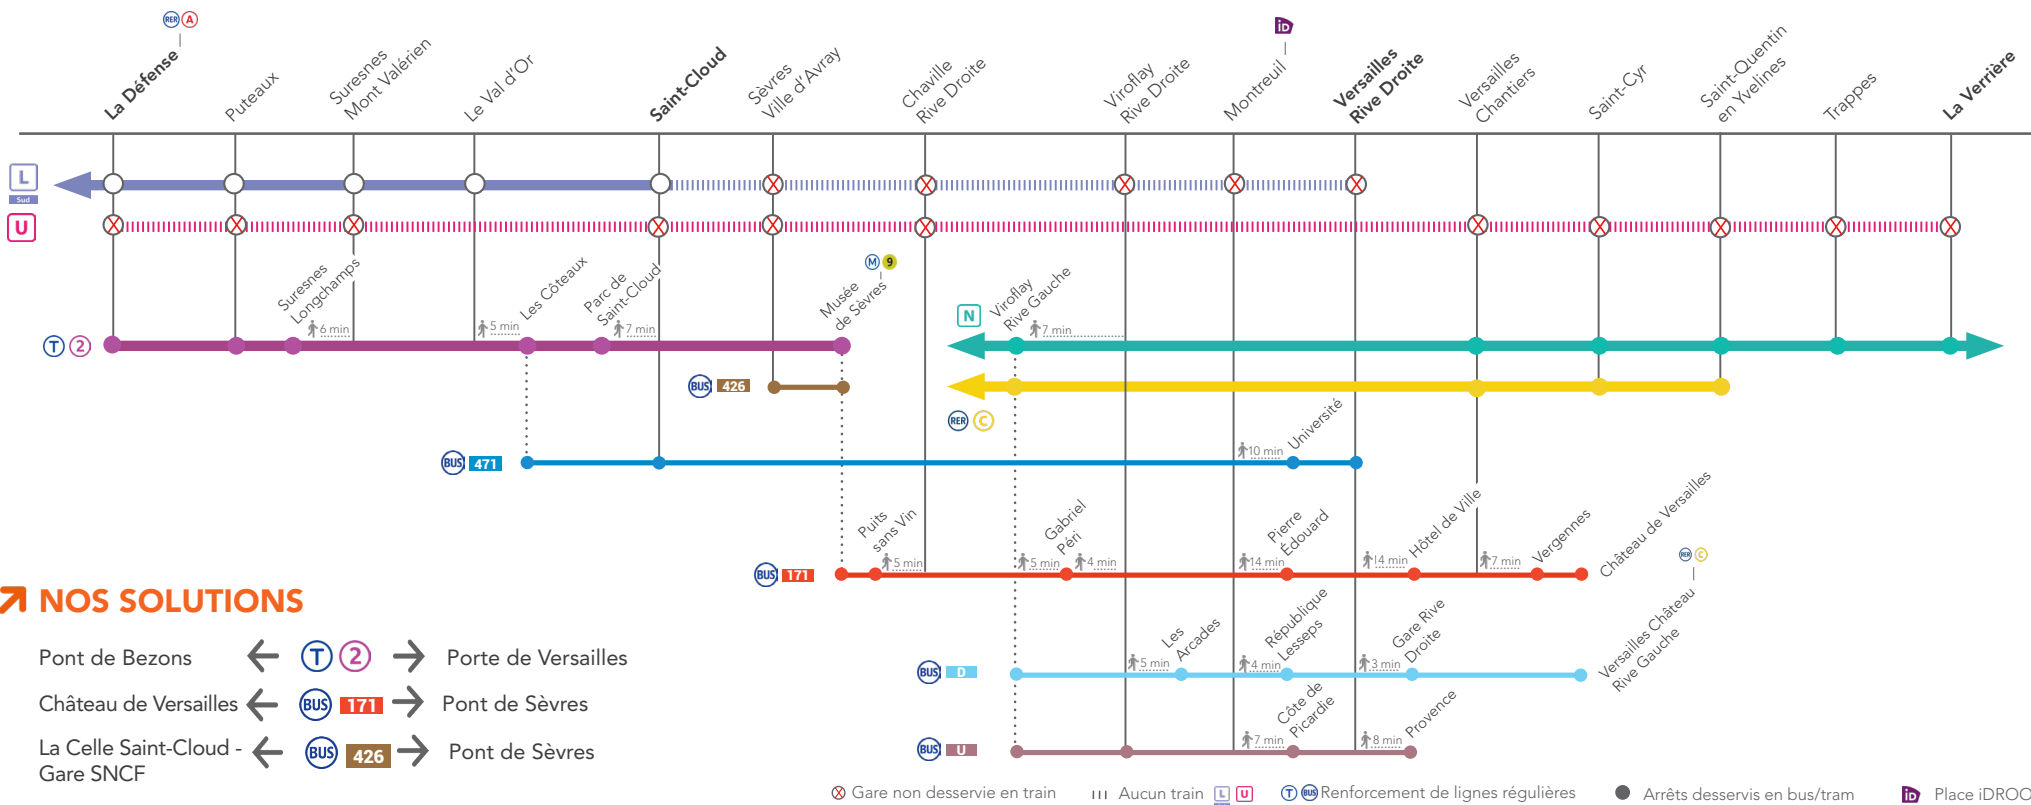 RER A
La Défense
Puteaux
Suresnes
Mont Valérien
Le Val d'Or
Saint-Cloud
Sèvres
Ville d'Avray
Chaville
Rive Droite
Viroflay
Rive Droite
iD
Montreuil
Versailles
Rive Droite
Versailles
Chantiers
Saint-Cyr
Saint-Quentin
en Yvelines
Trappes
La Verrière
L
Sud
U
Suresnes
Longchamps
6 min
5 min
Les Côteaux
Parc de
Saint-Cloud
7 min
M 9
Musée
de Sèvres
T 2
N
Viroflay
Rive Gauche
7 min
BUS 426
RER C
BUS 471
10 min
Université
Puits
sans Vin
5 min
Gabriel
Péri
5 min
4 min
Pierre
Édouard
14 min
14 min
Hôtel de Ville
7 min
Vergennes
Château de Versailles
BUS 171
RER C
Versailles Château
Rive Gauche
BUS D
5 min
Les
Arcades
4 min
République
Lesseps
3 min
Gare Rive
Droite
BUS U
7 min
Côte de
Picardie
8 min
Provence
NOS SOLUTIONS
Pont de Bezons T 2 Porte de Versailles
Château de Versailles BUS 171 Pont de Sèvres
La Celle Saint-Cloud -
Gare SNCF BUS 426 Pont de Sèvres
Gare non desservie en train
Aucun train L U
T BUS Renforcement de lignes régulières
Arrêts desservis en bus/tram
iD Place iDROO